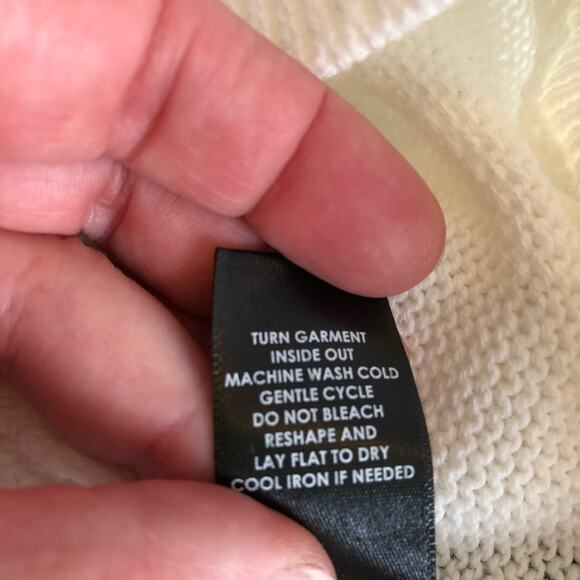 TURN GARMENT
INSIDE OUT
MACHINE WASH COLD
GENTLE CYCLE
DO NOT BLEACH
RESHAPE AND
LAY FLAT TO DRY
COOL IRON IF NEEDED